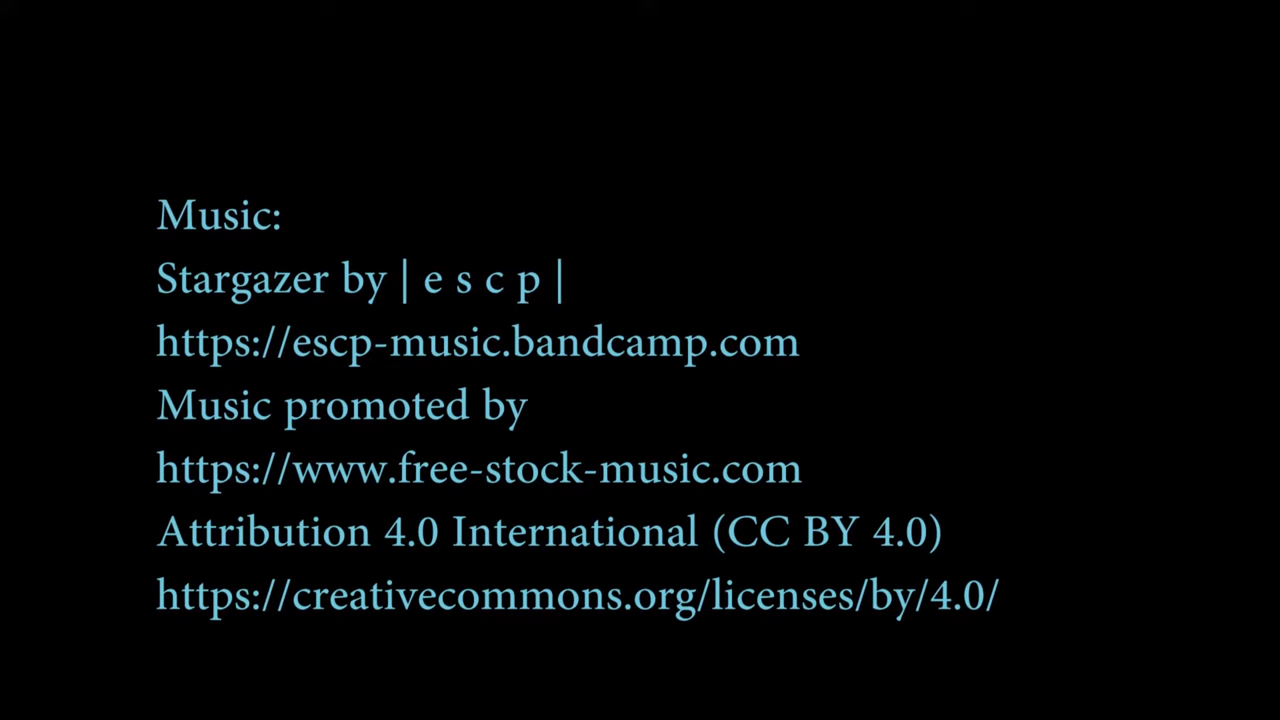 Music:
Stargazer by | e s c p |
https://escp-music.bandcamp.com
Music promoted by
https://www.free-stock-music.com
Attribution 4.0 International (CC BY 4.0)
https://creativecommons.org/licenses/by/4.0/